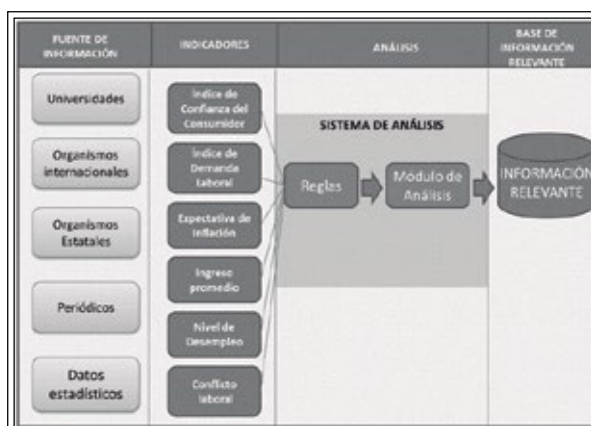 FUENTE DE
INFORMACIÓN
INDICADORES
ANÁLISIS
BASE DE
INFORMACIÓN
RELEVANTE
Universidades
Organismos
internacionales
Organismos
Estatales
Periódicos
Datos
estadísticos
Índice de
Confianza del
Consumidor
Índice de
Demanda
Laboral
Expectativa de
Inflación
Ingreso
promedio
Nivel de
Desempleo
Conflicto
laboral
SISTEMA DE ANÁLISIS
Reglas
Módulo de
Análisis
INFORMACIÓN
RELEVANTE